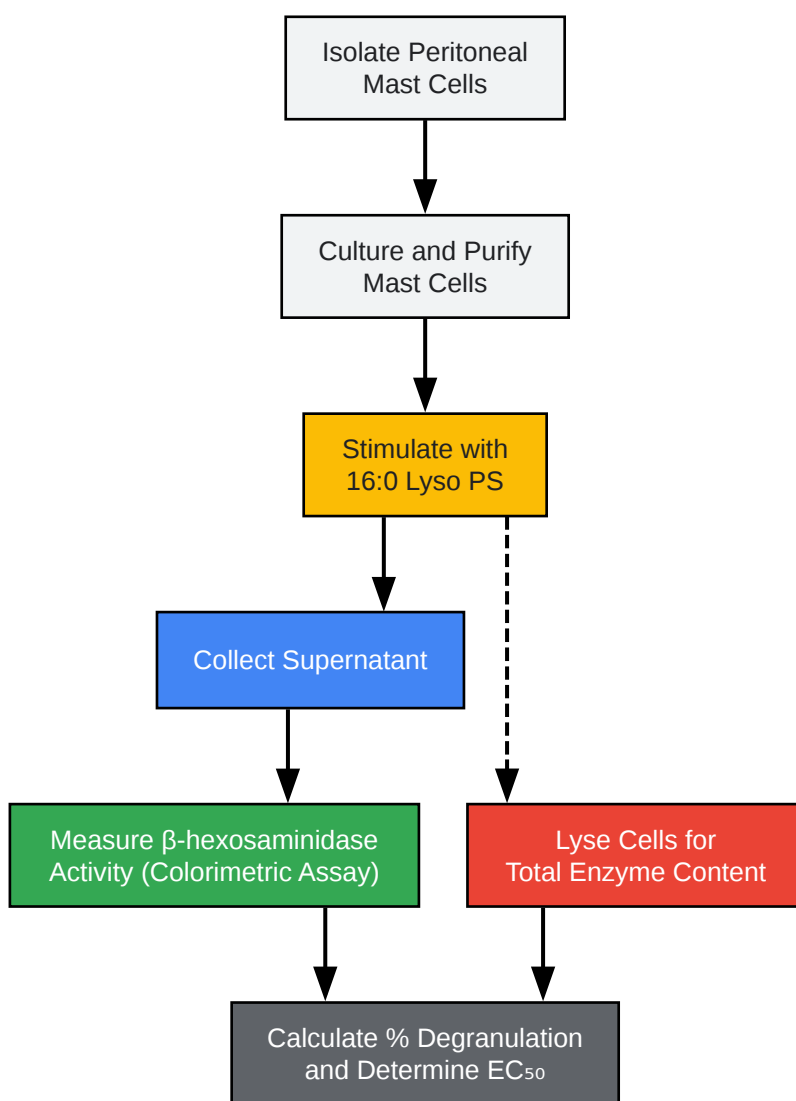 Isolate Peritoneal
Mast Cells
Culture and Purify
Mast Cells
Stimulate with
16:0 Lyso PS
Collect Supernatant
Measure β-hexosaminidase
Activity (Colorimetric Assay)
Lyse Cells for
Total Enzyme Content
Calculate % Degranulation
and Determine EC₅₀